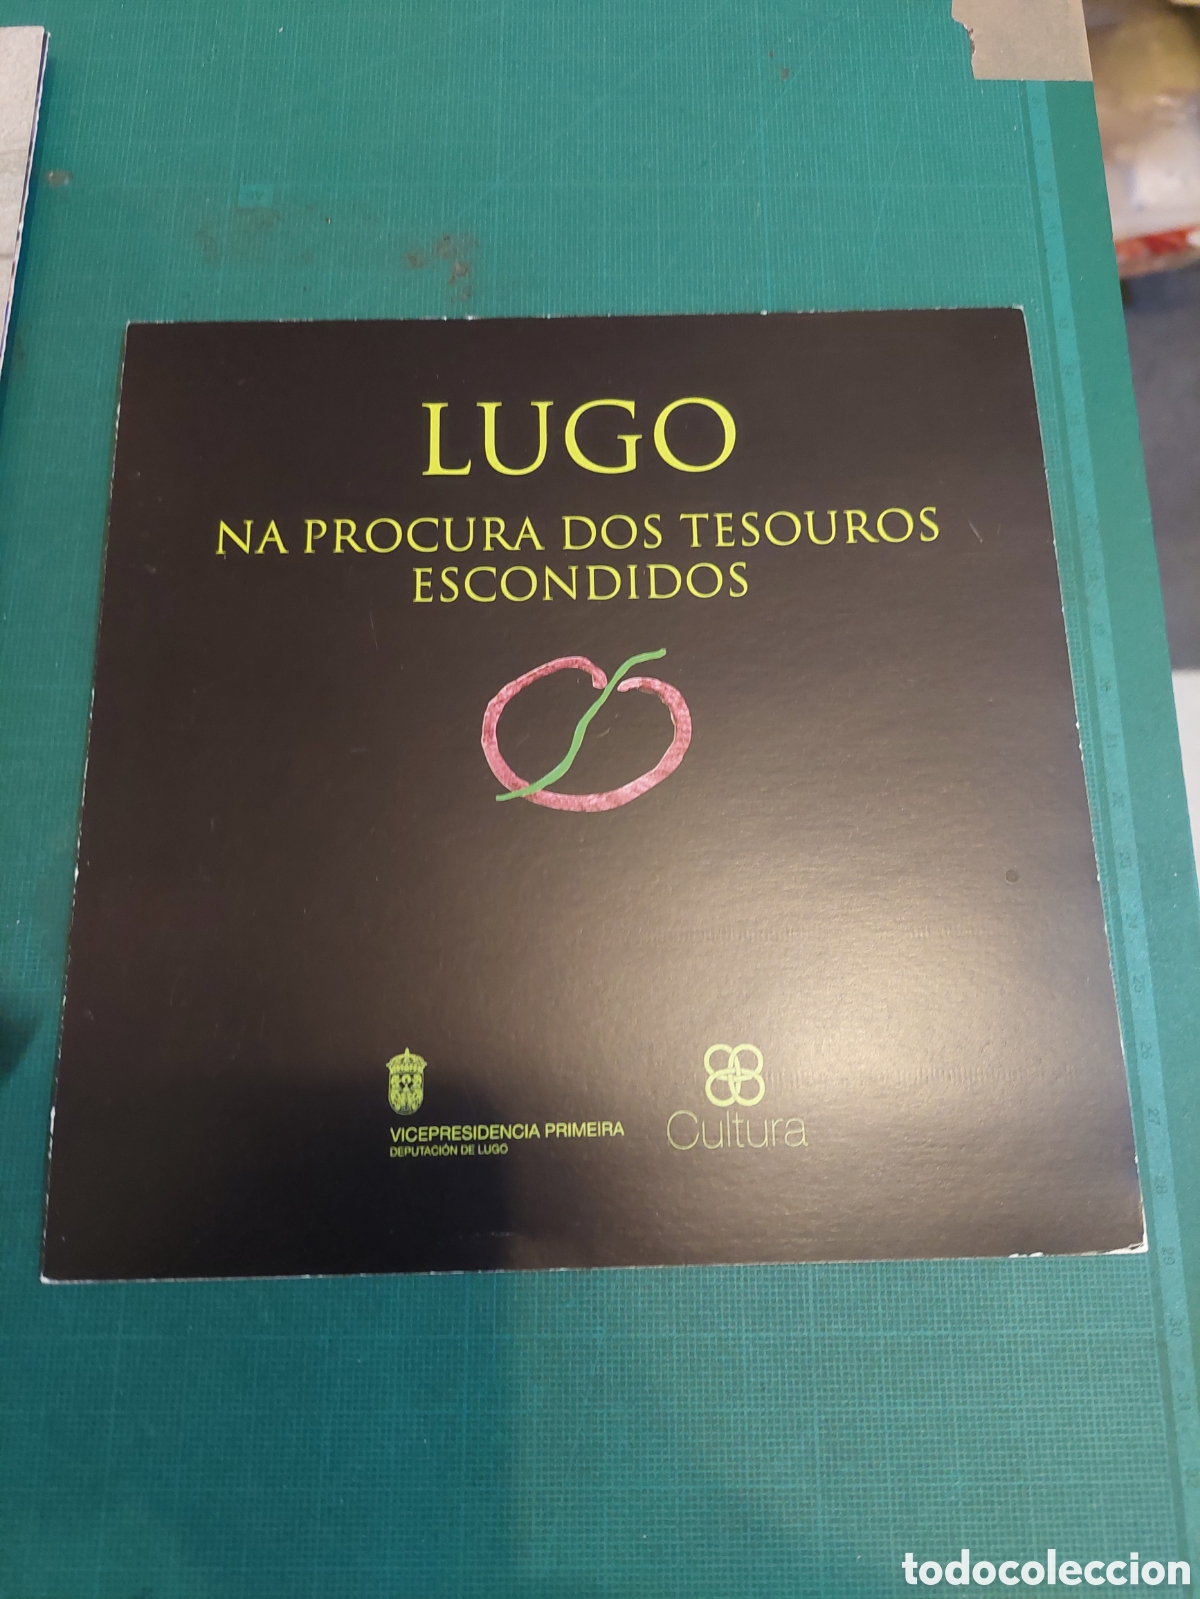 LUGO
NA PROCURA DOS TESOUROS
ESCONDIDOS
VICEPRESIDENCIA PRIMEIRA
DEPUTACIÓN DE LUGO
Cultura
todocoleccion